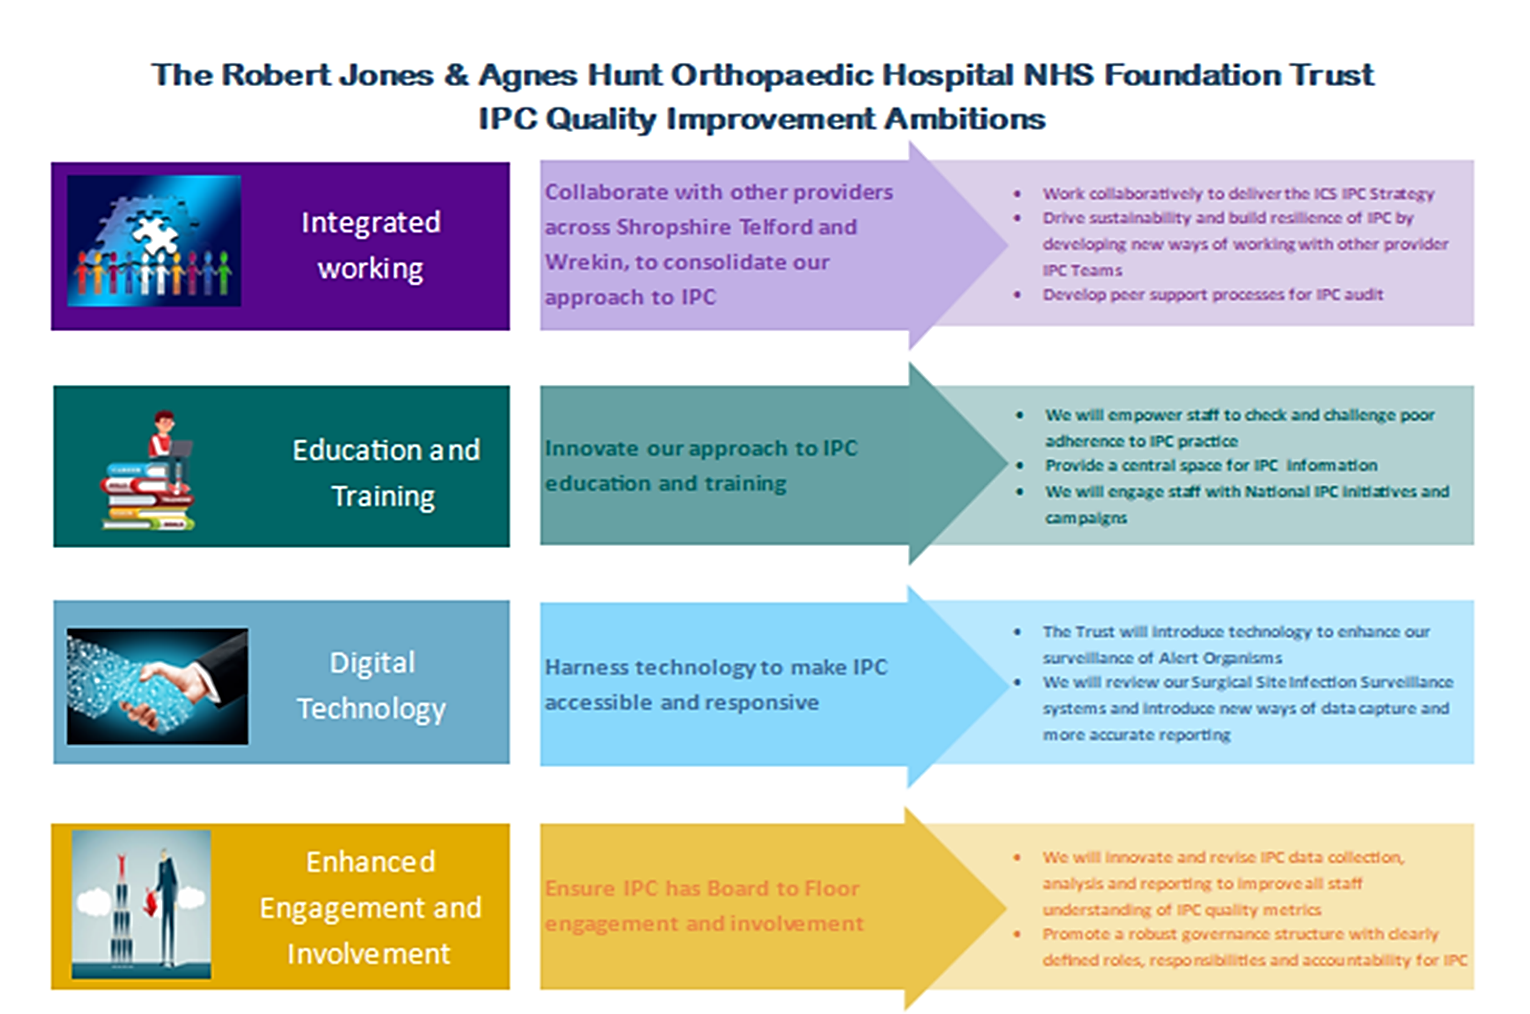 The Robert Jones & Agnes Hunt Orthopaedic Hospital NHS Foundation Trust
IPC Quality Improvement Ambitions
Integrated
working
Collaborate with other providers
across Shropshire Telford and
Wrekin, to consolidate our
approach to IPC
• Work collaboratively to deliver the ICS IPC Strategy
• Drive sustainability and build resilience of IPC by
developing new ways of working with other provider
IPC Teams
• Develop peer support processes for IPC audit
Education and
Training
Innovate our approach to IPC
education and training
• We will empower staff to check and challenge poor
adherence to IPC practice
• Provide a central space for IPC information
• We will engage staff with National IPC initiatives and
campaigns
Digital
Technology
Harness technology to make IPC
accessible and responsive
• The Trust will introduce technology to enhance our
surveillance of Alert Organisms
• We will review our Surgical Site Infection Surveillance
systems and introduce new ways of data capture and
more accurate reporting
Enhanced
Engagement and
Involvement
Ensure IPC has Board to Floor
engagement and involvement
• We will innovate and revise IPC data collection,
analysis and reporting to improve all staff
understanding of IPC quality metrics
• Promote a robust governance structure with clearly
defined roles, responsibilities and accountability for IPC